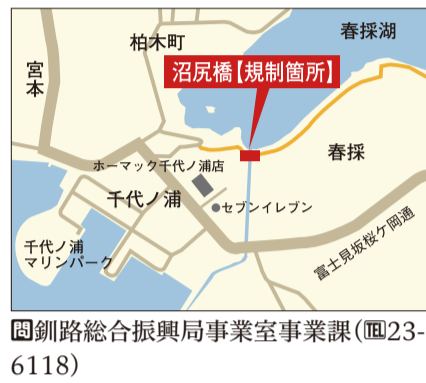 柏木町
春採湖
宮本
沼尻橋【規制箇所】
春採
ホーマック千代ノ浦店
千代ノ浦
●セブンイレブン
千代ノ浦
マリンパーク
富士見坂桜ケ岡通
問釧路総合振興局事業室事業課(TEL23-
6118)